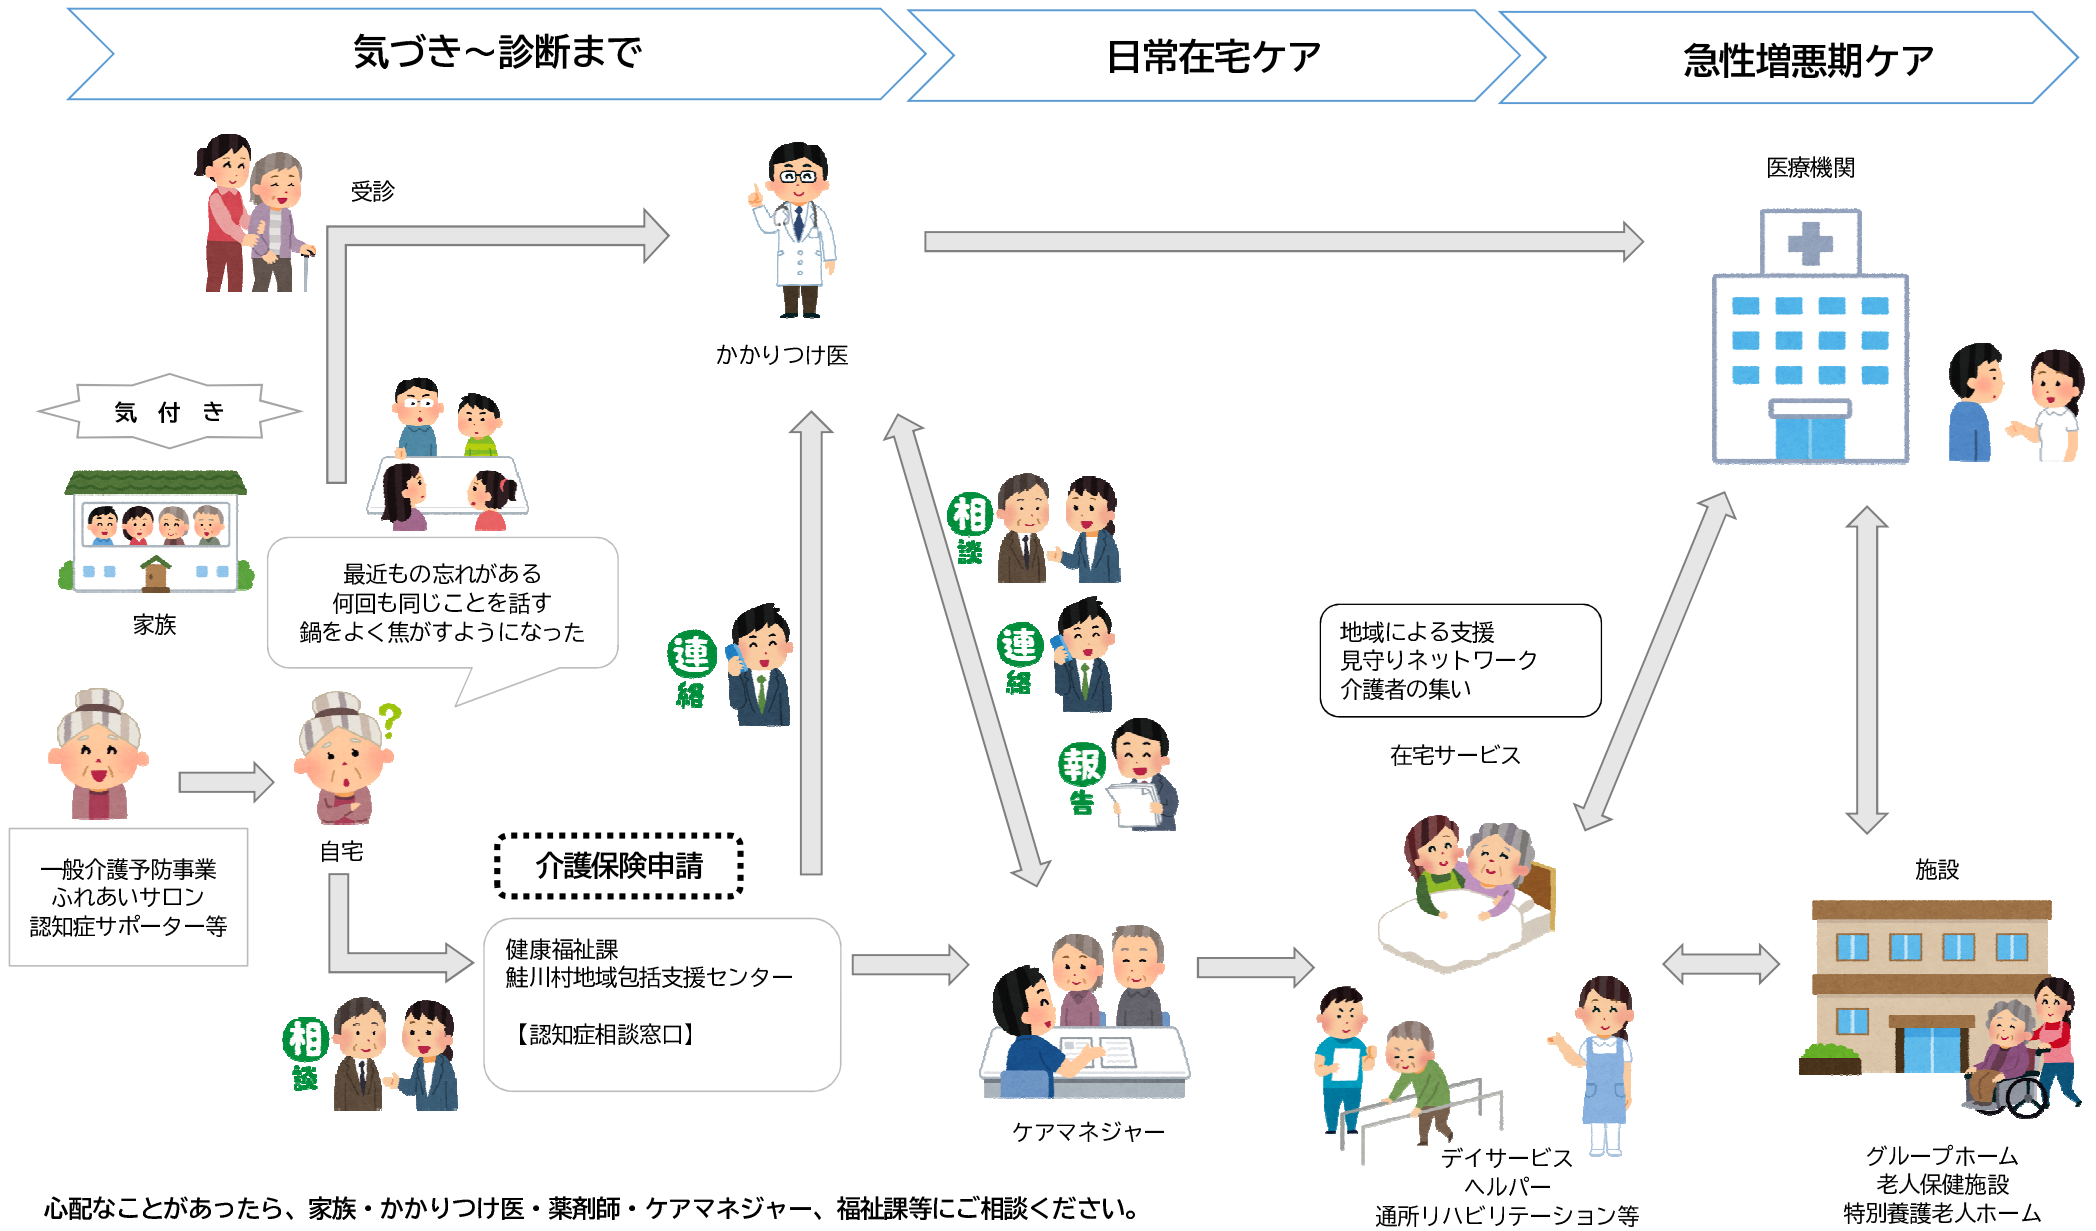 気づき～診断まで
日常在宅ケア
急性増悪期ケア
受診
医療機関
かかりつけ医
気 付 き
家族
最近もの忘れがある
何回も同じことを話す
鍋をよく焦がすようになった
相談
連絡
連絡
報告
地域による支援
見守りネットワーク
介護者の集い
在宅サービス
一般介護予防事業
ふれあいサロン
認知症サポーター等
自宅
介護保険申請
健康福祉課
鮭川村地域包括支援センター
【認知症相談窓口】
相談
ケアマネジャー
施設
デイサービス
ヘルパー
通所リハビリテーション等
グループホーム
老人保健施設
特別養護老人ホーム
心配なことがあったら、家族・かかりつけ医・薬剤師・ケアマネジャー、福祉課等にご相談ください。